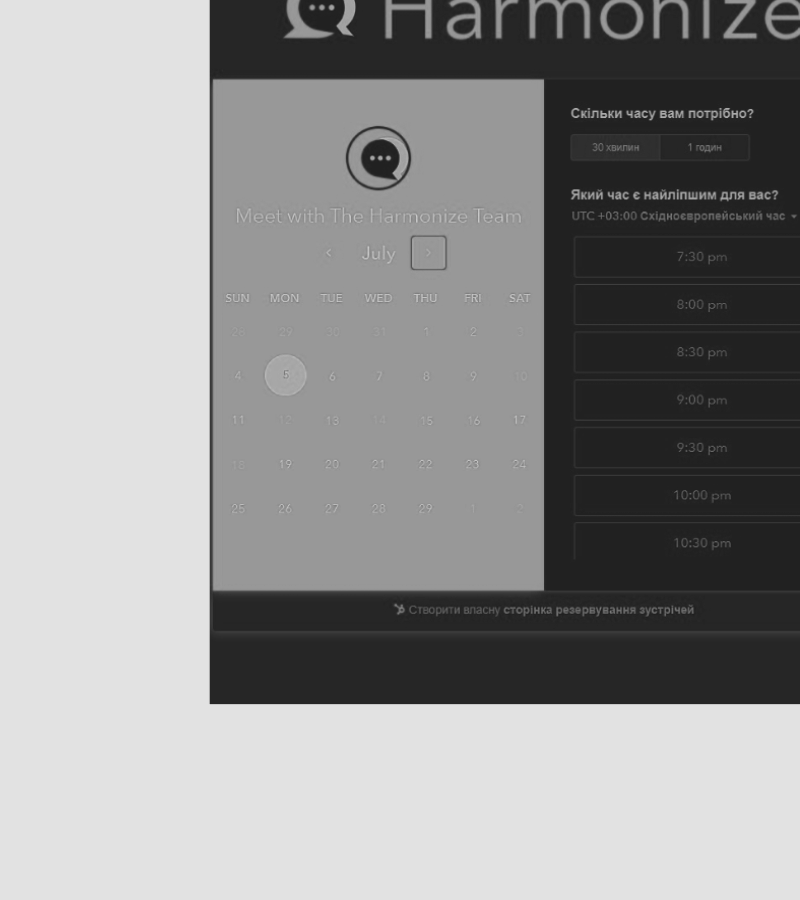 Harmonize
Meet with The Harmonize Team
July
SUN MON TUE WED THU FRI SAT
28 29 30 31 1 2 3
4 5 6 7 8 9 10
11 12 13 14 15 16 17
18 19 20 21 22 23 24
25 26 27 28 29 1 2
Скільки часу вам потрібно?
30 хвилин 1 годин
Який час є найліпшим для вас?
UTC +03:00 Східноєвропейський час
7:30 pm
8:00 pm
8:30 pm
9:00 pm
9:30 pm
10:00 pm
10:30 pm
Створити власну сторінка резервування зустрічей